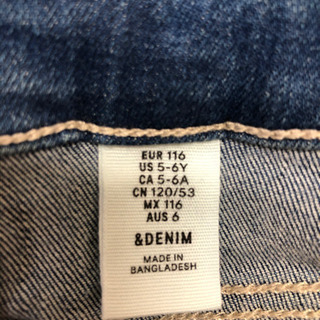 EUR 116
US 5-6Y
CA 5-6A
CN 120/53
MX 116
AUS 6
&DENIM
MADE IN
BANGLADESH